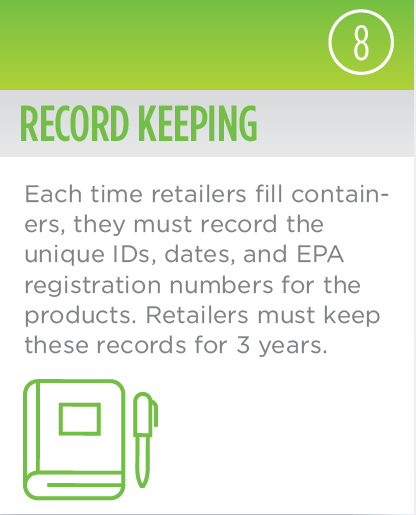 8
RECORD KEEPING
Each time retailers fill contain-
ers, they must record the
unique IDs, dates, and EPA
registration numbers for the
products. Retailers must keep
these records for 3 years.